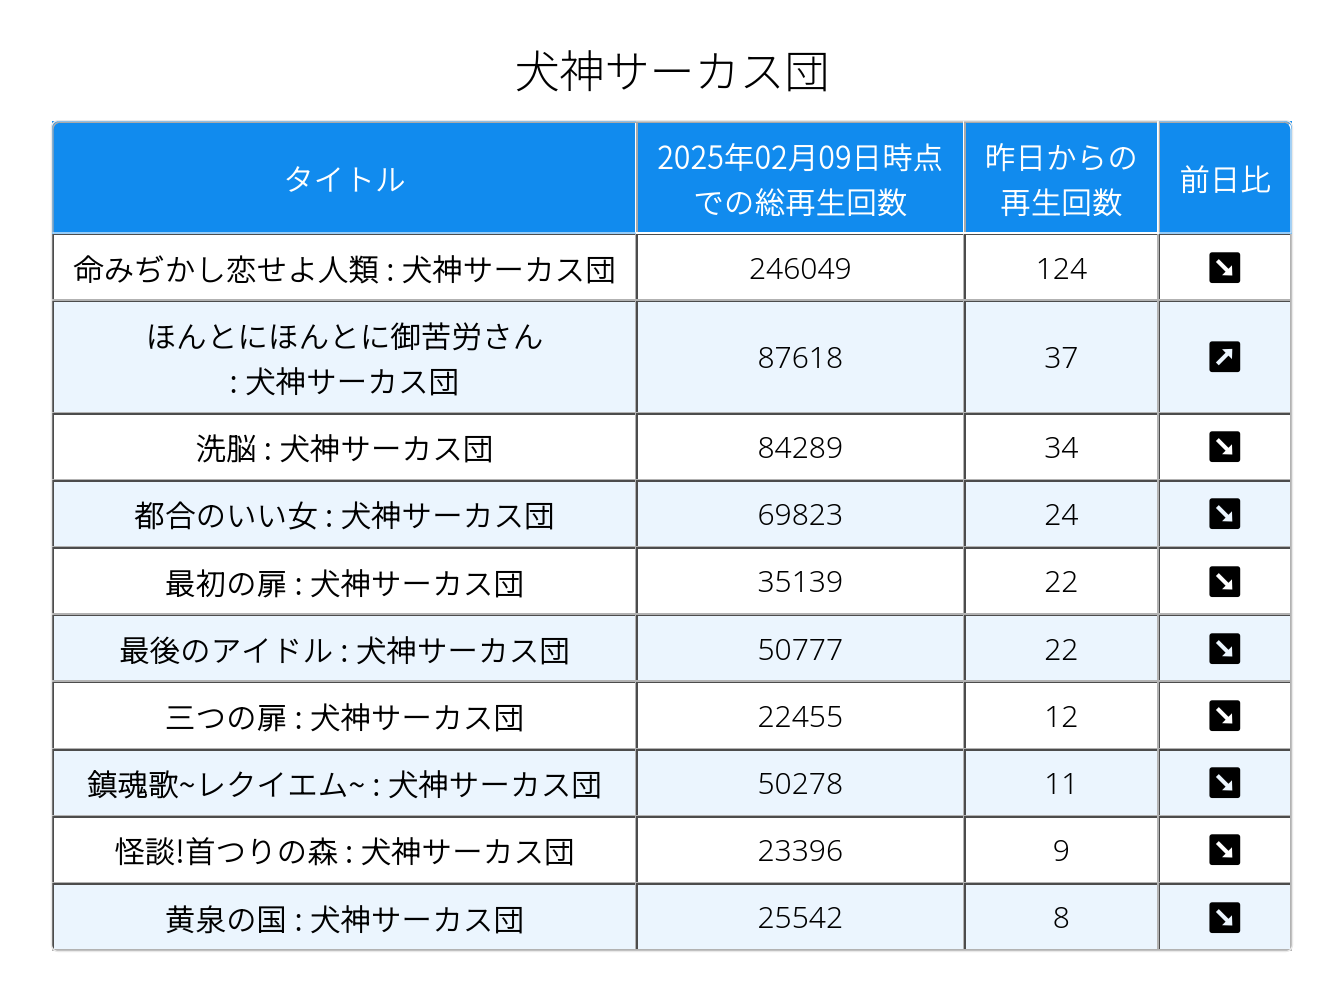 犬神サーカス団
タイトル
2025年02月09日時点
での総再生回数
昨日からの
再生回数
前日比
命みぢかし恋せよ人類 : 犬神サーカス団 246049 124 ↘
ほんとにほんとに御苦労さん
: 犬神サーカス団 87618 37 ↗
洗脳 : 犬神サーカス団 84289 34 ↘
都合のいい女 : 犬神サーカス団 69823 24 ↘
最初の扉 : 犬神サーカス団 35139 22 ↘
最後のアイドル : 犬神サーカス団 50777 22 ↘
三つの扉 : 犬神サーカス団 22455 12 ↘
鎮魂歌~レクイエム~ : 犬神サーカス団 50278 11 ↘
怪談!首つりの森 : 犬神サーカス団 23396 9 ↘
黄泉の国 : 犬神サーカス団 25542 8 ↘